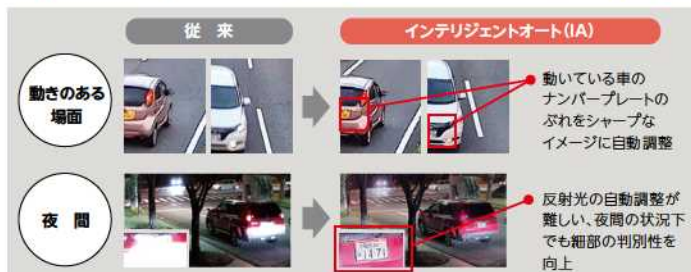 従来
インテリジェントオート(IA)
動きのある
場面
動いている車の
ナンバープレートの
ぶれをシャープな
イメージに自動調整
夜間
反射光の自動調整が
難しい、夜間の状況下
でも細部の判別性を
向上
1471